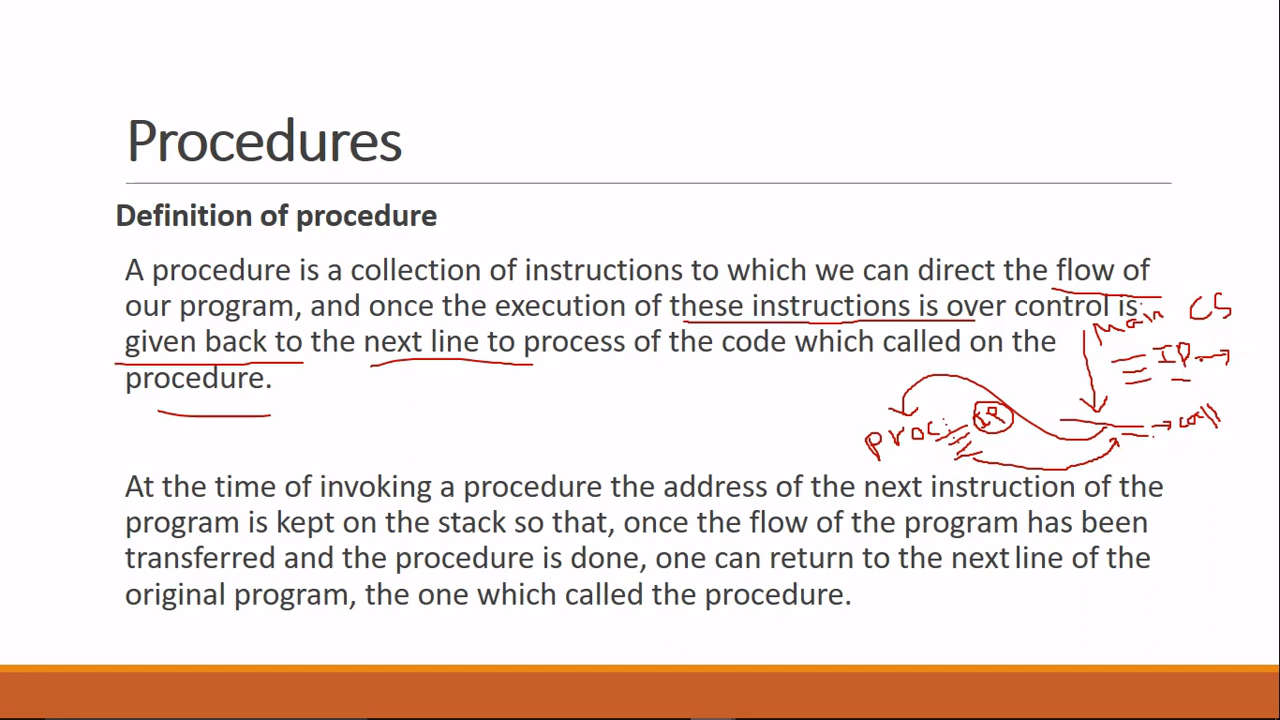 Procedures
Definition of procedure
A procedure is a collection of instructions to which we can direct the flow of
our program, and once the execution of these instructions is over control is
given back to the next line to process of the code which called on the
procedure.
Main CS
IP
call
proc:
IP
At the time of invoking a procedure the address of the next instruction of the
program is kept on the stack so that, once the flow of the program has been
transferred and the procedure is done, one can return to the next line of the
original program, the one which called the procedure.